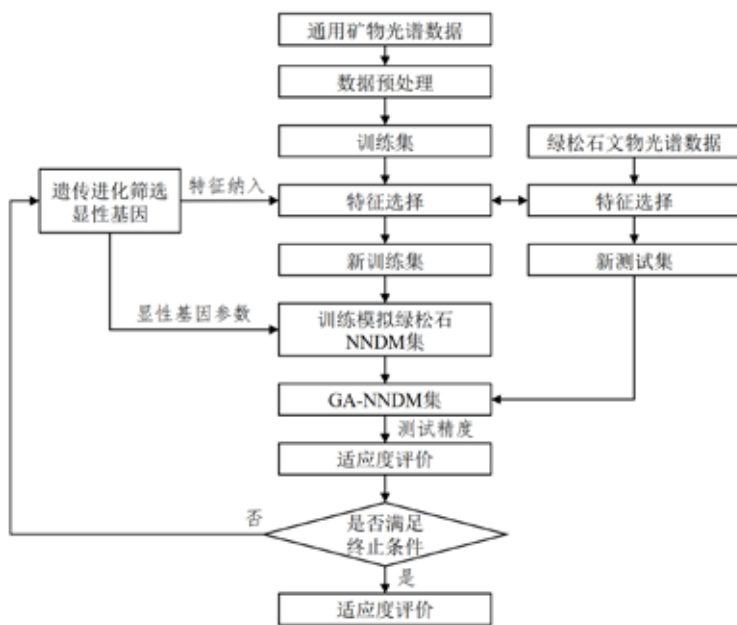 通用矿物光谱数据
数据预处理
训练集
绿松石文物光谱数据
遗传进化筛选
显性基因
特征纳入
特征选择
特征选择
新训练集
新测试集
显性基因参数
训练模拟绿松石
NNDM集
GA-NNDM集
测试精度
适应度评价
否
是否满足
终止条件
是
适应度评价